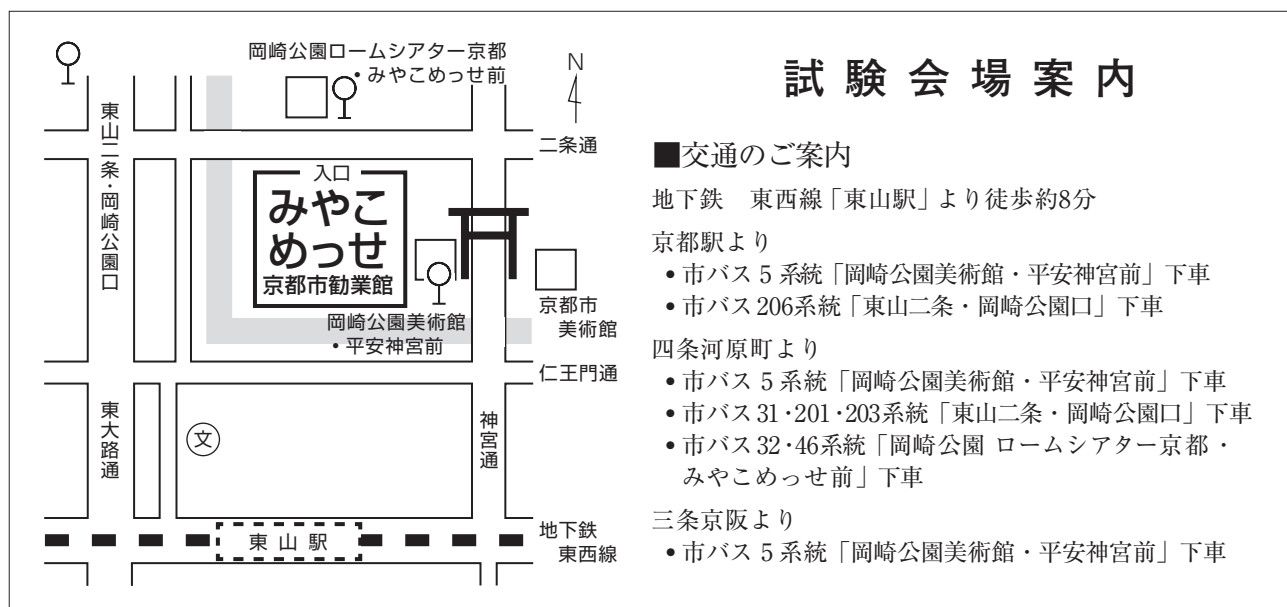 岡崎公園ロームシアター京都
・みやこめっせ前
N
東山二条・岡崎公園口
二条通
入口
みやこ
めっせ
京都市勧業館
岡崎公園美術館
・平安神宮前
京都市
美術館
仁王門通
東大路通
文
神宮通
東山駅
地下鉄
東西線
試験会場案内
■交通のご案内
地下鉄　東西線「東山駅」より徒歩約8分
京都駅より
•市バス5系統「岡崎公園美術館・平安神宮前」下車
•市バス206系統「東山二条・岡崎公園口」下車
四条河原町より
•市バス5系統「岡崎公園美術館・平安神宮前」下車
•市バス31・201・203系統「東山二条・岡崎公園口」下車
•市バス32・46系統「岡崎公園 ロームシアター京都・
みやこめっせ前」下車
三条京阪より
•市バス5系統「岡崎公園美術館・平安神宮前」下車